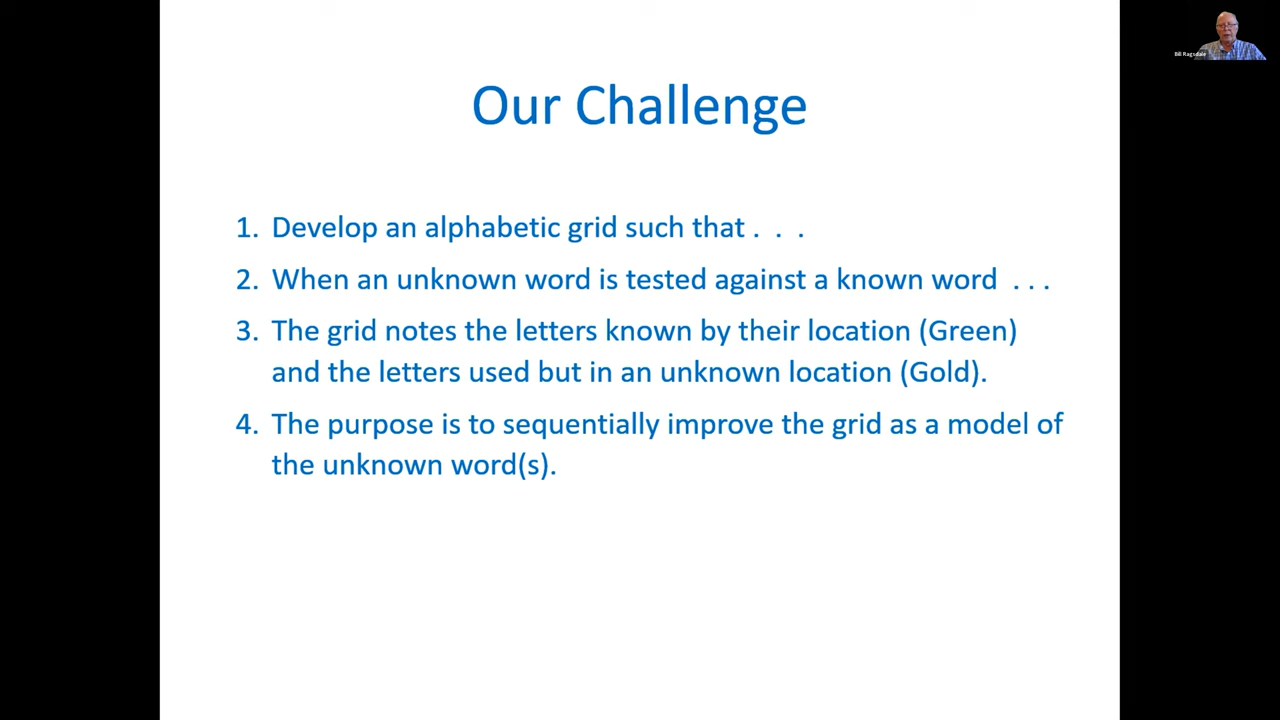 Bill Ragsdale
Our Challenge
1. Develop an alphabetic grid such that . . .
2. When an unknown word is tested against a known word . . .
3. The grid notes the letters known by their location (Green)
and the letters used but in an unknown location (Gold).
4. The purpose is to sequentially improve the grid as a model of
the unknown word(s).